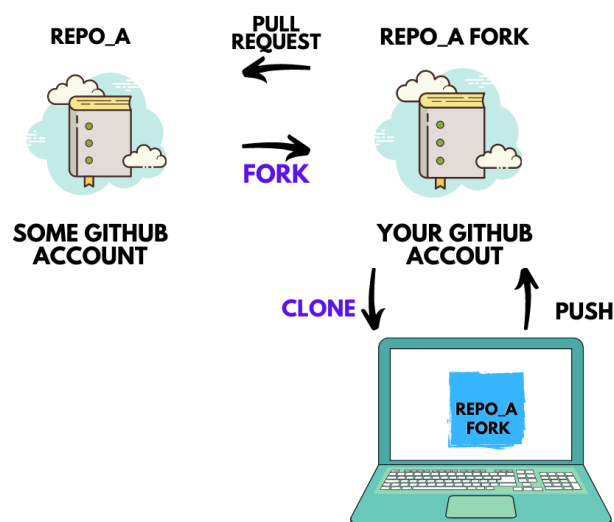 REPO_A
PULL
REQUEST
REPO_A FORK
FORK
SOME GITHUB
ACCOUNT
YOUR GITHUB
ACCOUT
CLONE
PUSH
REPO_A
FORK